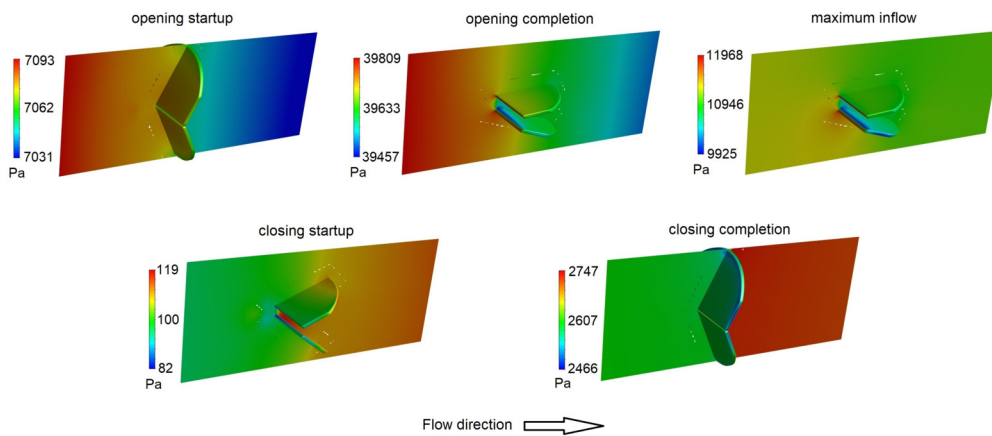 opening startup
opening completion
maximum inflow
7093
7062
7031
Pa
39809
39633
39457
Pa
11968
10946
9925
Pa
closing startup
closing completion
119
100
82
Pa
2747
2607
2466
Pa
Flow direction